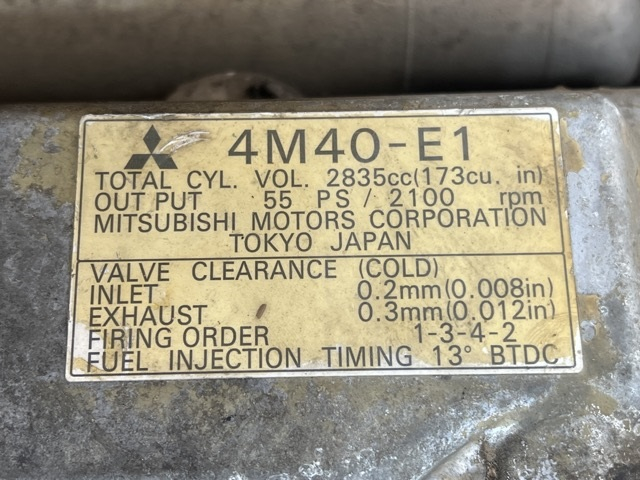 4M40-E1
TOTAL CYL. VOL. 2835cc(173cu. in)
OUTPUT 55 PS / 2100 rpm
MITSUBISHI MOTORS CORPORATION
TOKYO JAPAN
VALVE CLEARANCE (COLD)
INLET 0.2mm(0.008in)
EXHAUST 0.3mm(0.012in)
FIRING ORDER 1-3-4-2
FUEL INJECTION TIMING 13° BTDC